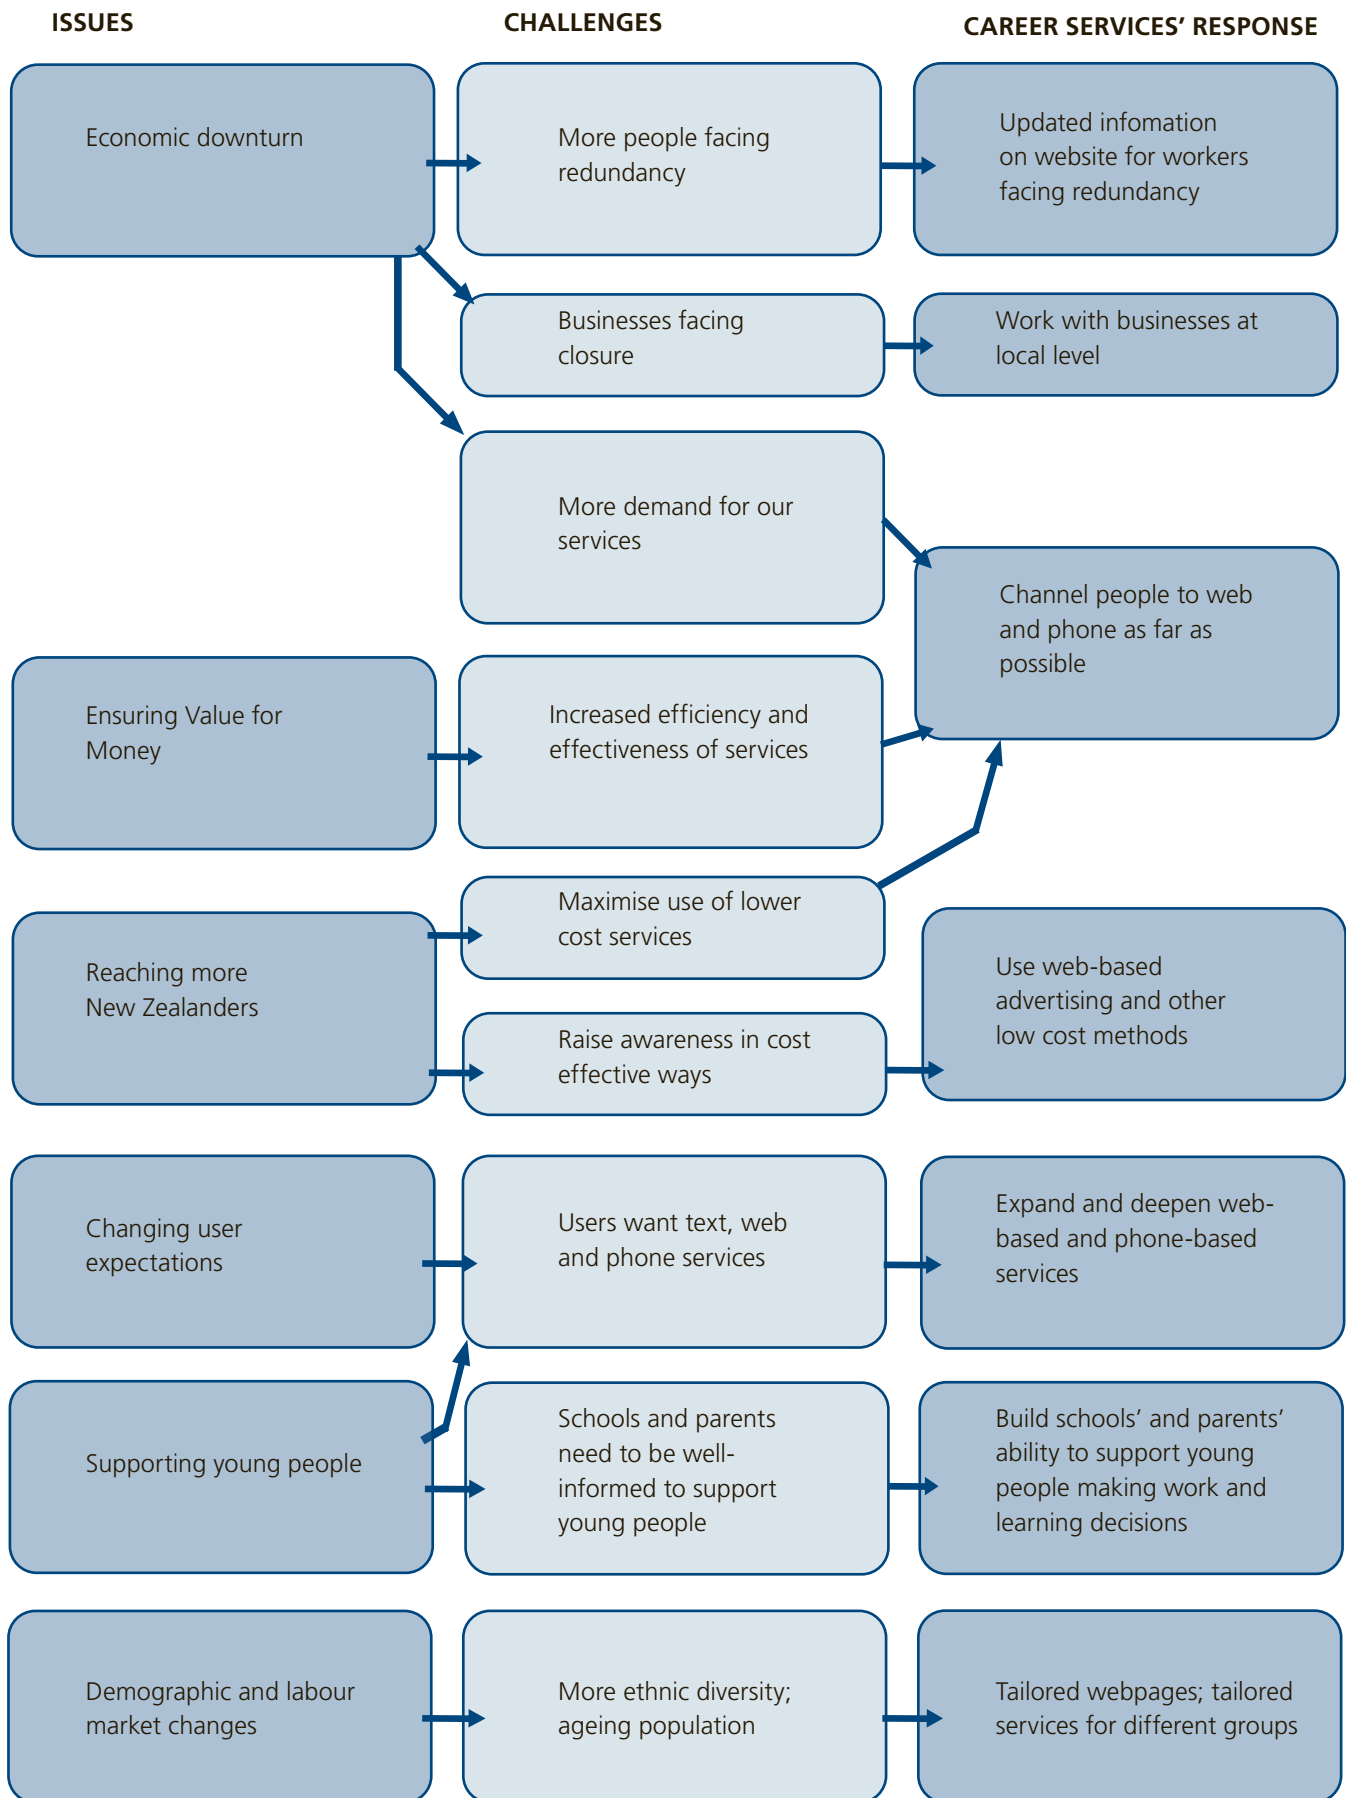 ISSUES
CHALLENGES
CAREER SERVICES’ RESPONSE
Economic downturn
More people facing
redundancy
Updated infomation
on website for workers
facing redundancy
Businesses facing
closure
Work with businesses at
local level
More demand for our
services
Channel people to web
and phone as far as
possible
Ensuring Value for
Money
Increased efficiency and
effectiveness of services
Reaching more
New Zealanders
Maximise use of lower
cost services
Raise awareness in cost
effective ways
Use web-based
advertising and other
low cost methods
Changing user
expectations
Users want text, web
and phone services
Expand and deepen web-
based and phone-based
services
Supporting young people
Schools and parents
need to be well-
informed to support
young people
Build schools’ and parents’
ability to support young
people making work and
learning decisions
Demographic and labour
market changes
More ethnic diversity;
ageing population
Tailored webpages; tailored
services for different groups